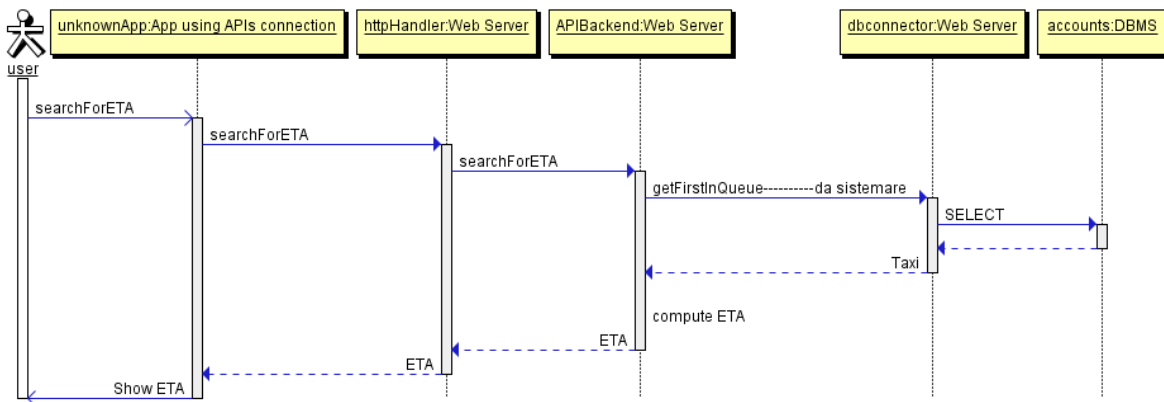 unknownApp:App using APIs connection
httpHandler:Web Server
APIBackend:Web Server
dbconnector:Web Server
accounts:DBMS
user
searchForETA
searchForETA
searchForETA
getFirstInQueue----------da sistemare
SELECT
Taxi
compute ETA
ETA
ETA
Show ETA